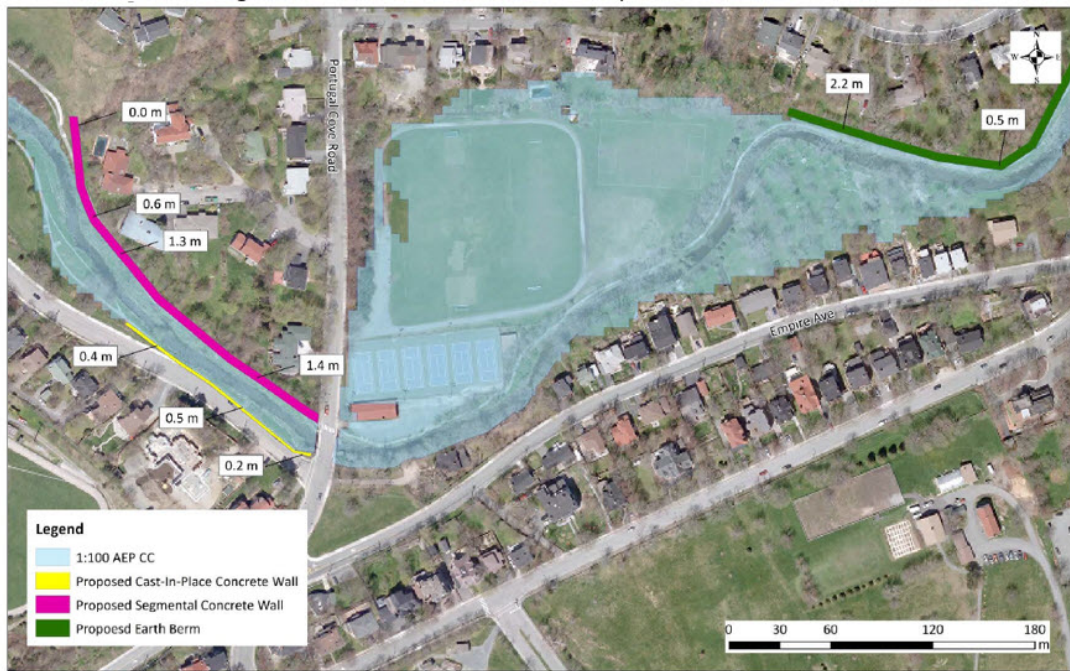 N
W E
S
Portugal Cove Road
0.0 m
2.2 m
0.5 m
0.6 m
1.3 m
Empire Ave
0.4 m
1.4 m
0.5 m
0.2 m
Legend
1:100 AEP CC
Proposed Cast-In-Place Concrete Wall
Proposed Segmental Concrete Wall
Propoesd Earth Berm
0 30 60 120 180
m